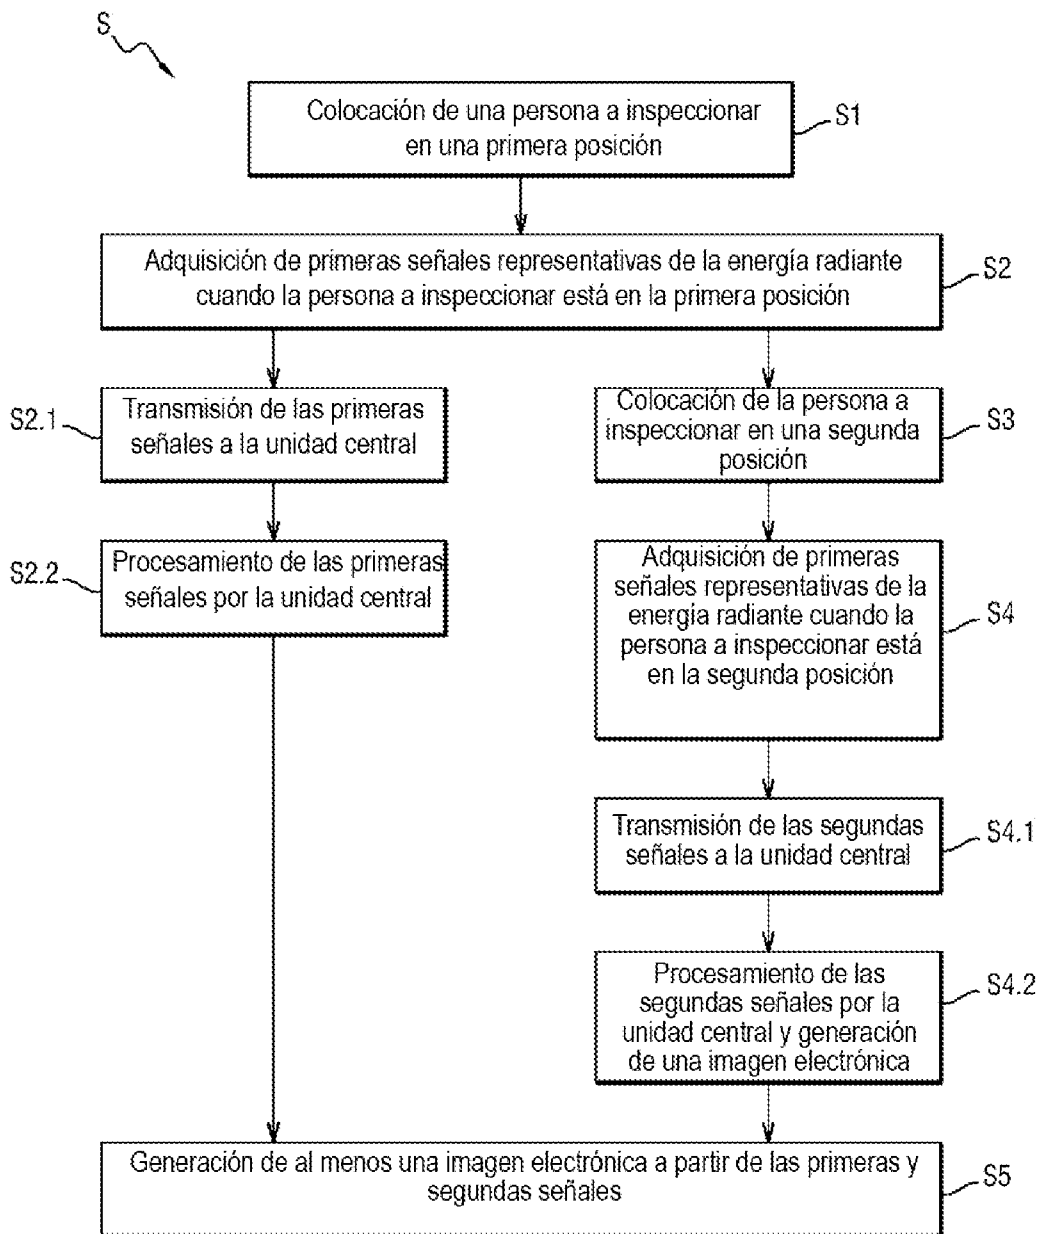 S
Colocación de una persona a inspeccionar
en una primera posición
S1
Adquisición de primeras señales representativas de la energía radiante
cuando la persona a inspeccionar está en la primera posición
S2
S2.1
Transmisión de las primeras
señales a la unidad central
Colocación de la persona a
inspeccionar en una segunda
posición
S3
S2.2
Procesamiento de las primeras
señales por la unidad central
Adquisición de primeras
señales representativas de la
energía radiante cuando la
persona a inspeccionar está
en la segunda posición
S4
Transmisión de las segundas
señales a la unidad central
S4.1
Procesamiento de las
segundas señales por la
unidad central y generación
de una imagen electrónica
S4.2
Generación de al menos una imagen electrónica a partir de las primeras y
segundas señales
S5